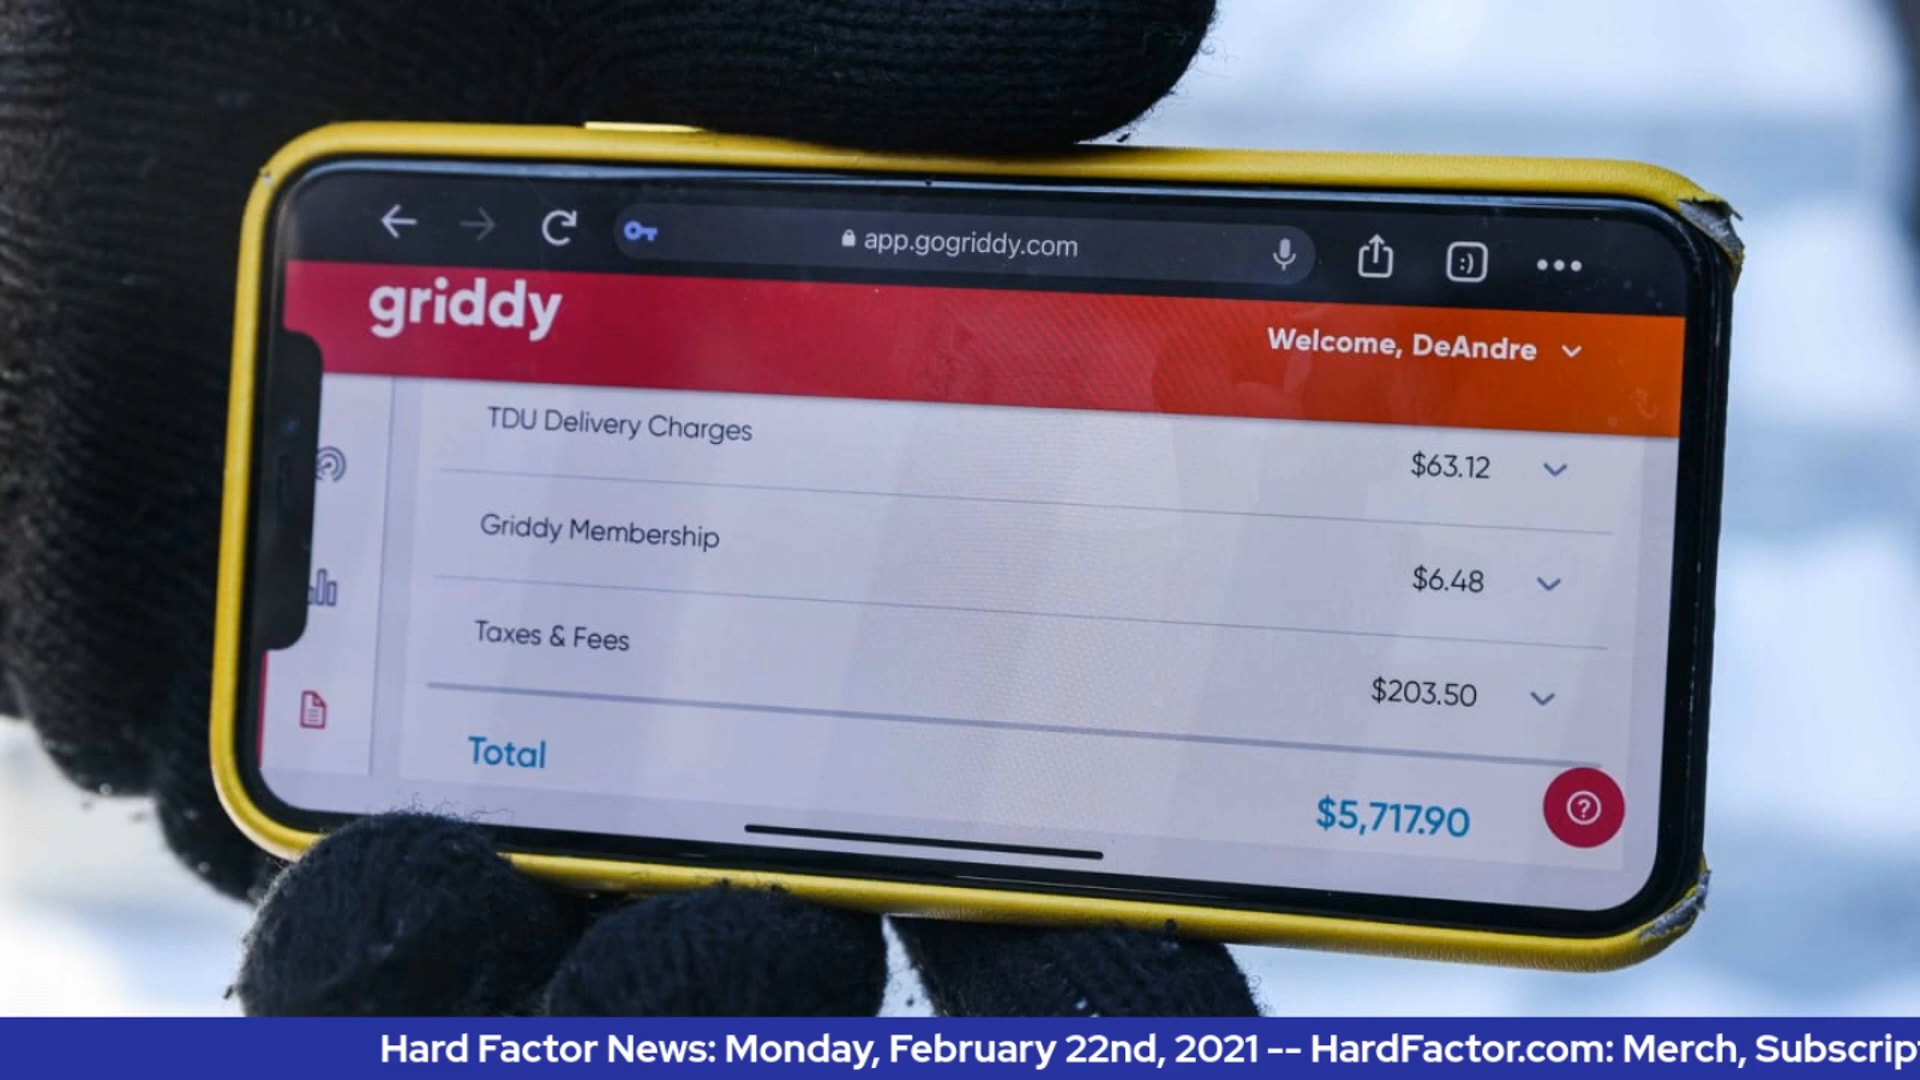 app.gogriddy.com
griddy
Welcome, DeAndre
TDU Delivery Charges
$63.12
Griddy Membership
$6.48
Taxes & Fees
$203.50
Total
$5,717.90
Hard Factor News: Monday, February 22nd, 2021 -- HardFactor.com: Merch, Subscrip